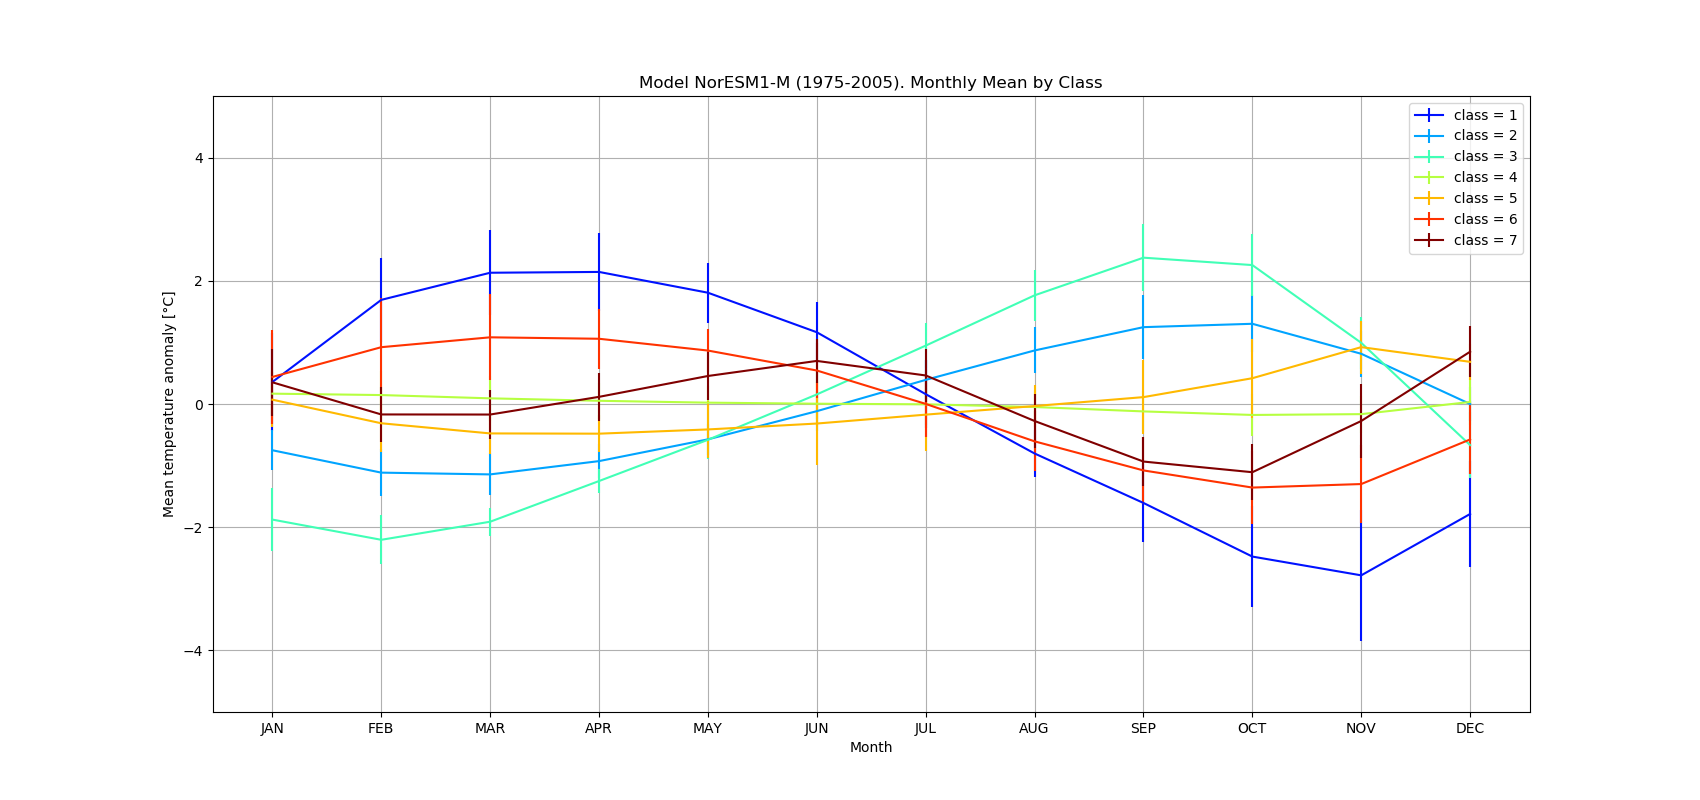 Model NorESM1-M (1975-2005). Monthly Mean by Class
class = 1
class = 2
class = 3
class = 4
class = 5
class = 6
class = 7
Mean temperature anomaly [°C]
4
2
0
−2
−4
JAN FEB MAR APR MAY JUN JUL AUG SEP OCT NOV DEC
Month